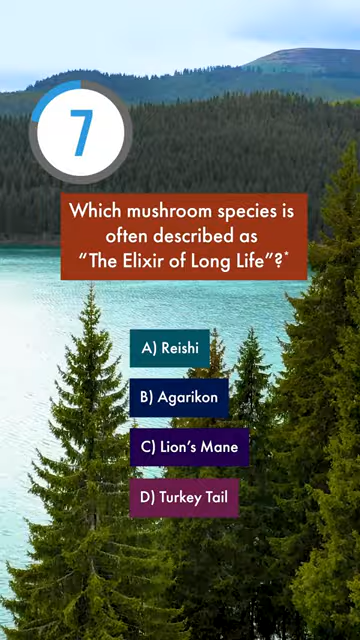 7
Which mushroom species is
often described as
“The Elixir of Long Life”?*
A) Reishi
B) Agarikon
C) Lion’s Mane
D) Turkey Tail